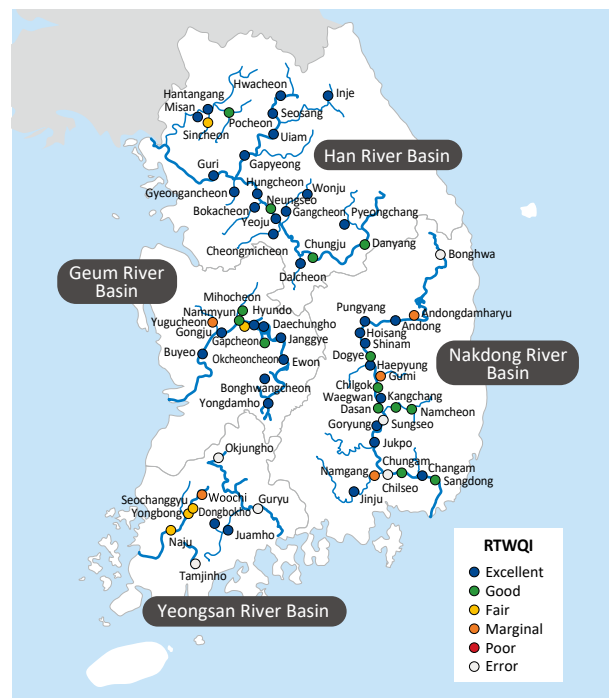 Hwacheon
Hantangang
Inje
Misan
Seosang
Pocheon
Sincheon
Uiam
Han River Basin
Gapyeong
Guri
Hungcheon
Wonju
Gyeongancheon
Neungseo
Bokacheon
Gangcheon
Pyeongchang
Yeoju
Cheongmicheon
Chungju
Danyang
Dalcheon
Bonghwa
Geum River
Basin
Mihocheon
Nammyun
Hyundo
Yugucheon
Daechungho
Gongju
Gapcheon
Janggye
Okcheoncheon
Buyeo
Ewon
Bonghwangcheon
Yongdamho
Andongdamharyu
Pungyang
Andong
Hoisang
Shinam
Nakdong River
Basin
Dogye
Haepyung
Gumi
Chilgok
Waegwan
Kangchang
Dasan
Namcheon
Goryung
Sungseo
Jukpo
Okjungho
Namgang
Chungam
Changam
Sangdong
Chilseo
Jinju
Seochanggyu
Woochi
Guryu
Yongbong
Dongbokho
Naju
Juamho
Tamjinho
Yeongsan River Basin
RTWQI
Excellent
Good
Fair
Marginal
Poor
Error